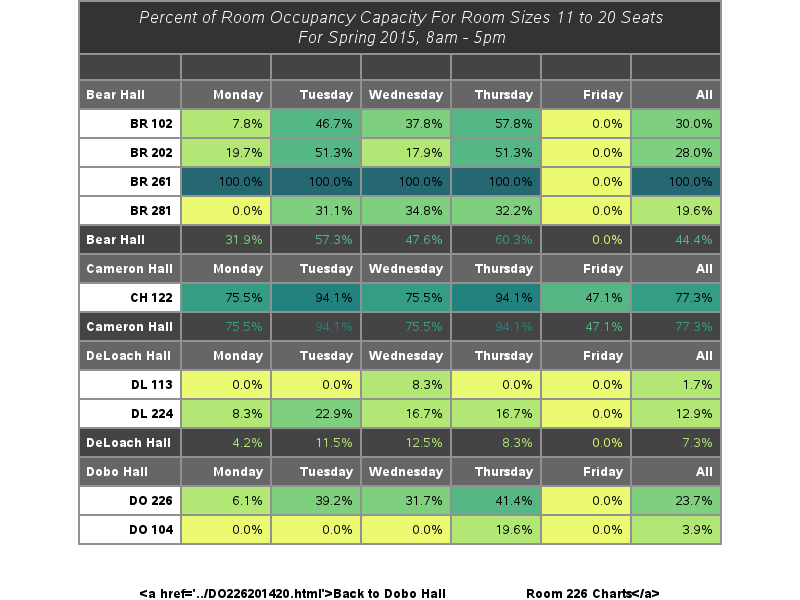 Percent of Room Occupancy Capacity For Room Sizes 11 to 20 Seats
For Spring 2015, 8am - 5pm
Bear Hall Monday Tuesday Wednesday Thursday Friday All
BR 102 7.8% 46.7% 37.8% 57.8% 0.0% 30.0%
BR 202 19.7% 51.3% 17.9% 51.3% 0.0% 28.0%
BR 261 100.0% 100.0% 100.0% 100.0% 0.0% 100.0%
BR 281 0.0% 31.1% 34.8% 32.2% 0.0% 19.6%
Bear Hall 31.9% 57.3% 47.6% 60.3% 0.0% 44.4%
Cameron Hall Monday Tuesday Wednesday Thursday Friday All
CH 122 75.5% 94.1% 75.5% 94.1% 47.1% 77.3%
Cameron Hall 75.5% 94.1% 75.5% 94.1% 47.1% 77.3%
DeLoach Hall Monday Tuesday Wednesday Thursday Friday All
DL 113 0.0% 0.0% 8.3% 0.0% 0.0% 1.7%
DL 224 8.3% 22.9% 16.7% 16.7% 0.0% 12.9%
DeLoach Hall 4.2% 11.5% 12.5% 8.3% 0.0% 7.3%
Dobo Hall Monday Tuesday Wednesday Thursday Friday All
DO 226 6.1% 39.2% 31.7% 41.4% 0.0% 23.7%
DO 104 0.0% 0.0% 0.0% 19.6% 0.0% 3.9%
<a href='../DO226201420.html'>Back to Dobo Hall Room 226 Charts</a>